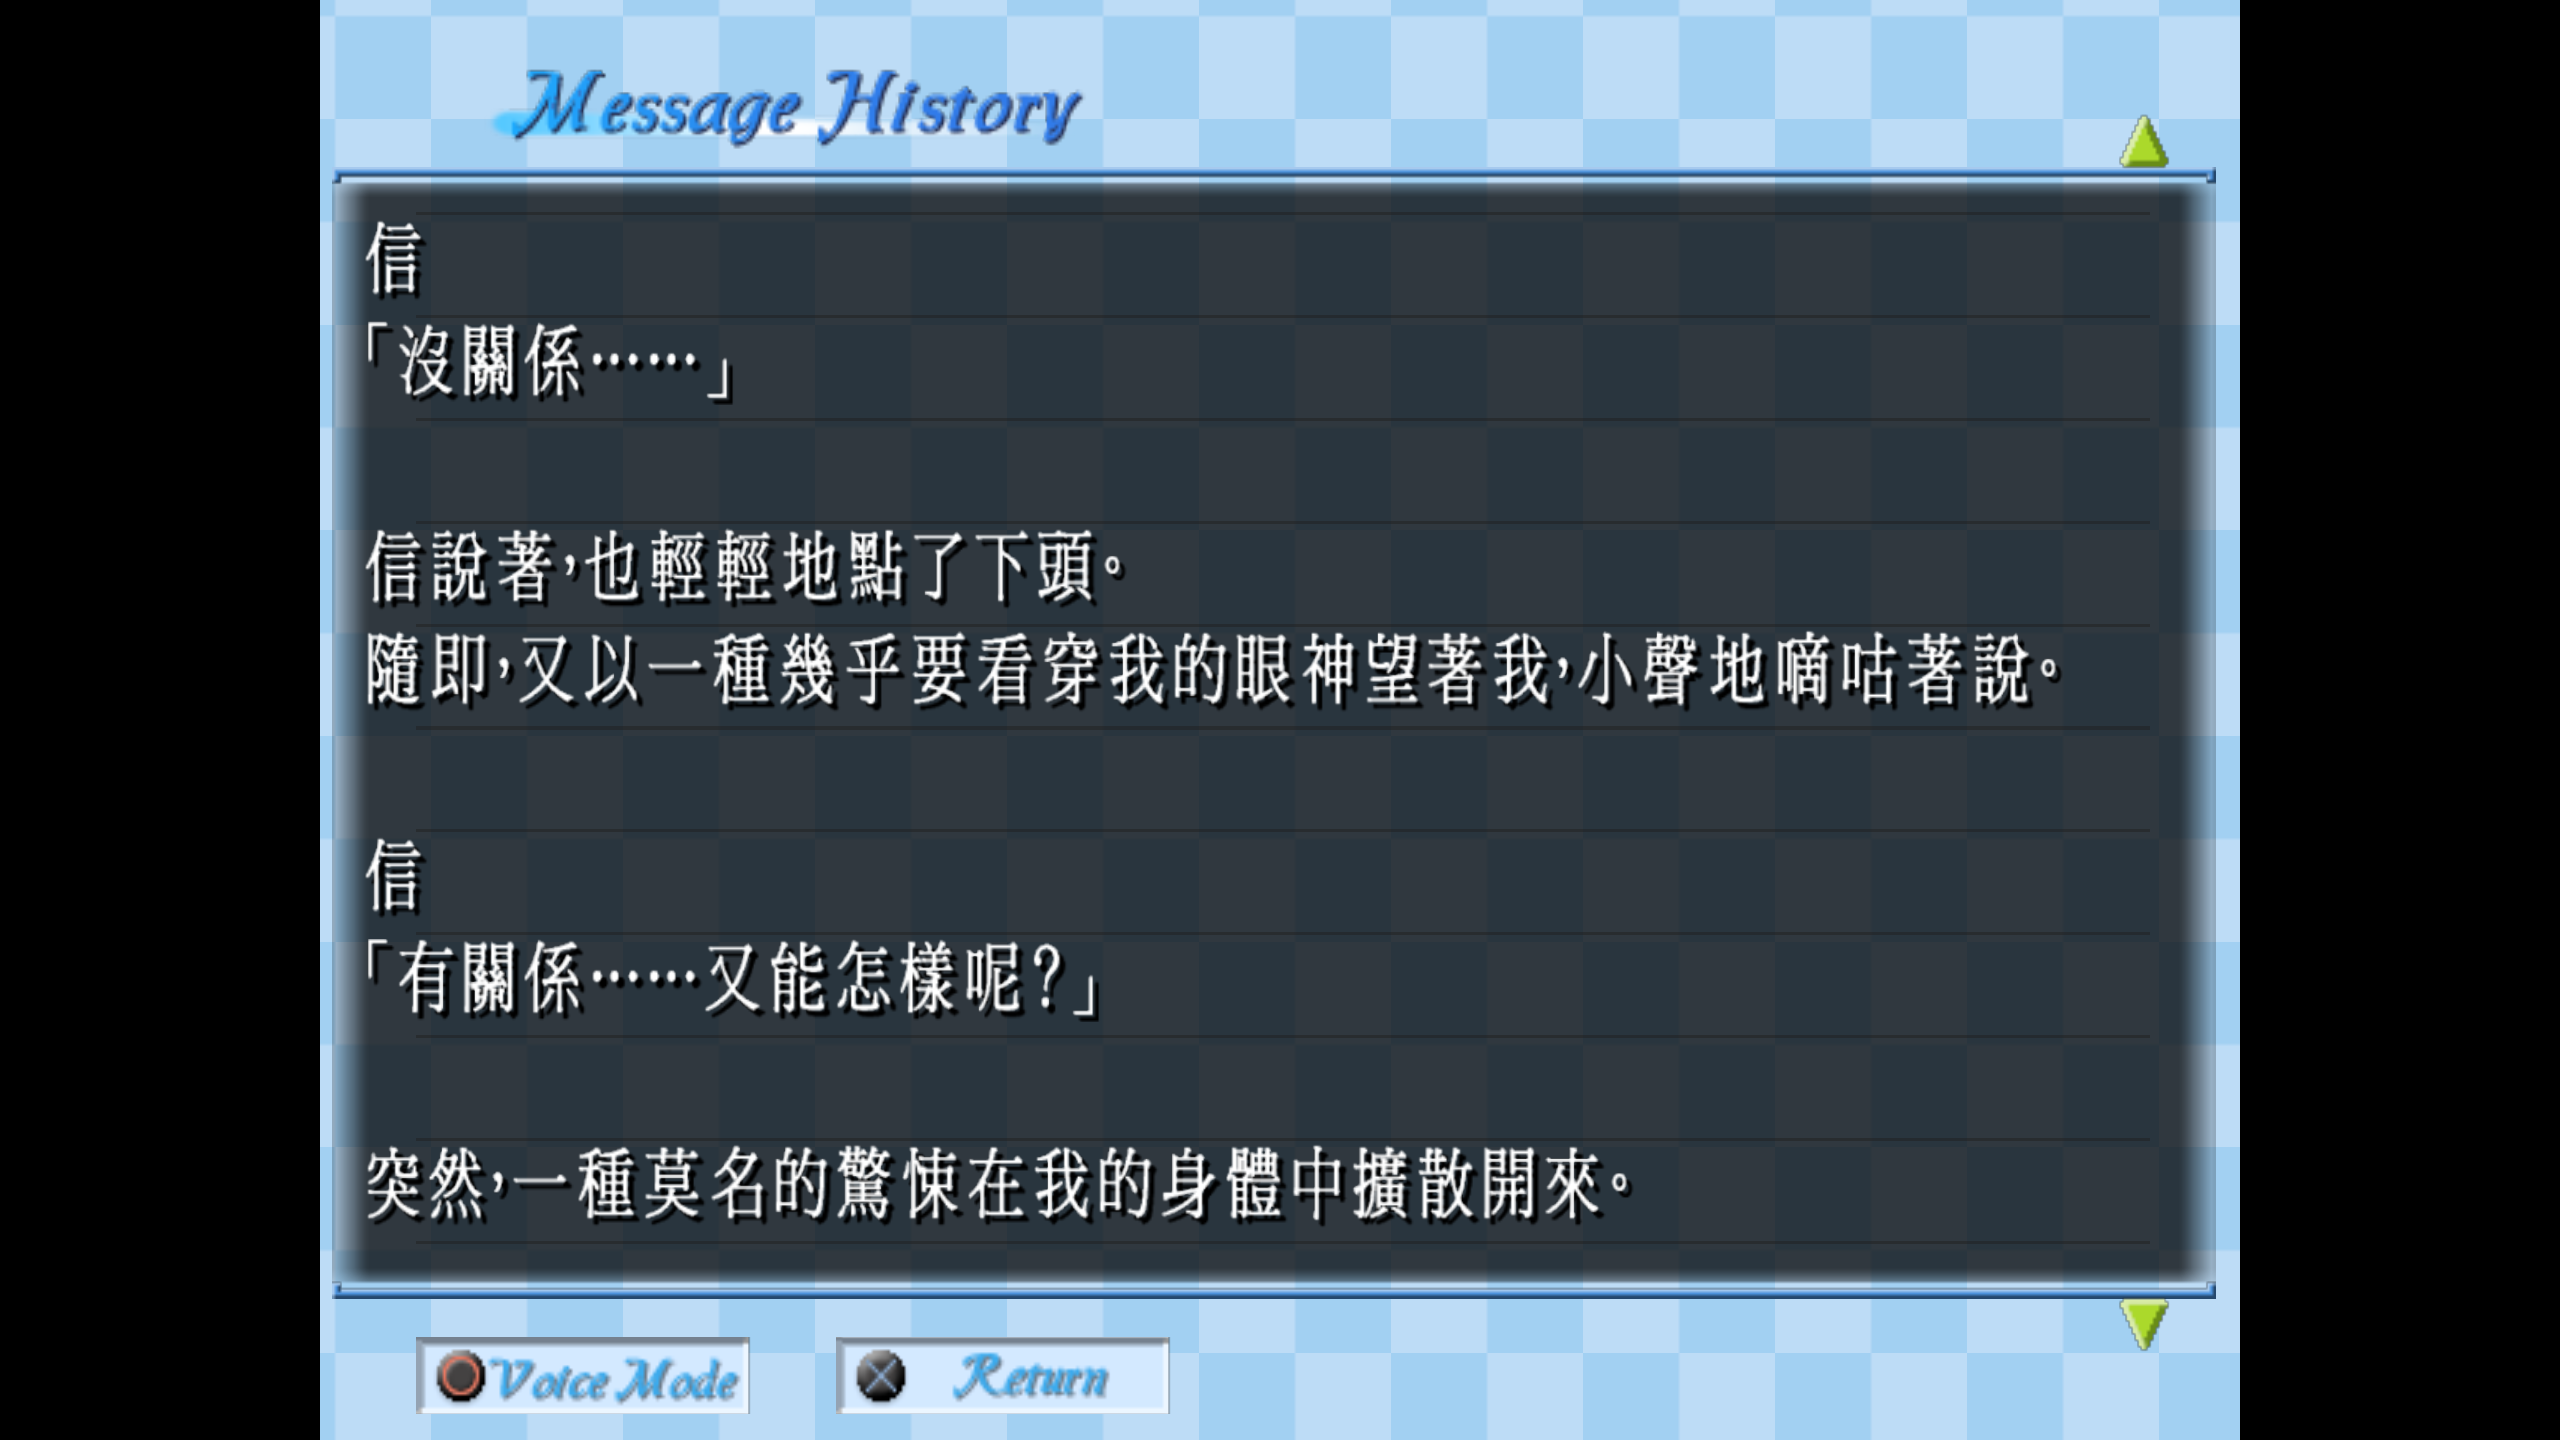 Message History
信
「沒關係……」
信說著，也輕輕地點了下頭。
隨即，又以一種幾乎要看穿我的眼神望著我，小聲地嘀咕著說。
信
「有關係……又能怎樣呢？」
突然，一種莫名的驚悚在我的身體中擴散開來。
Voice Mode
Return